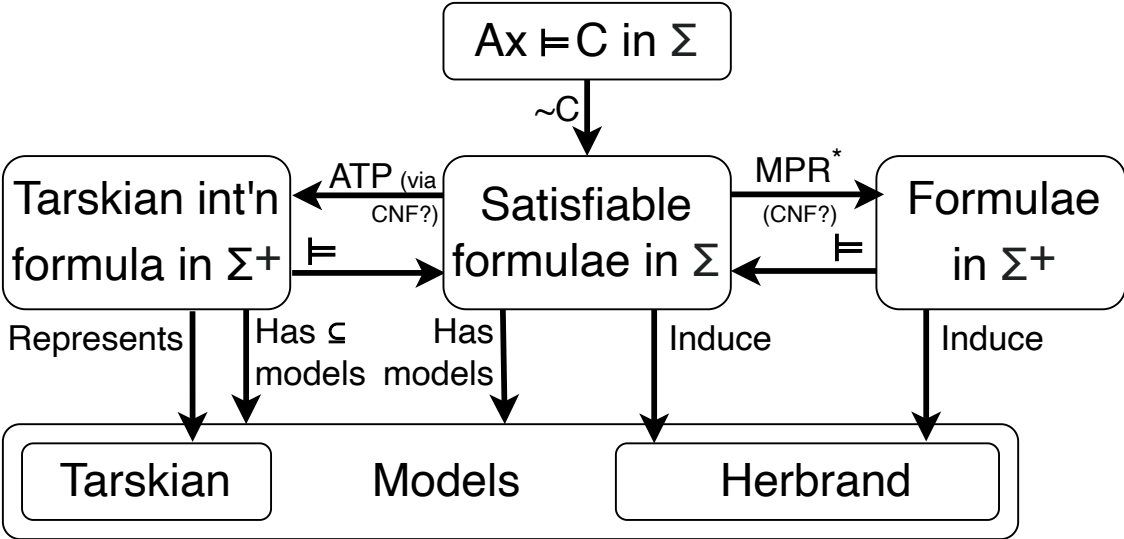 Ax ⊨ C in Σ
~C
Tarskian int'n
formula in Σ+
ATP (via
CNF?)
⊨
Satisfiable
formulae in Σ
MPR*
(CNF?)
⊨
Formulae
in Σ+
Represents
Has ⊆
models
Has
models
Induce
Induce
Tarskian
Models
Herbrand